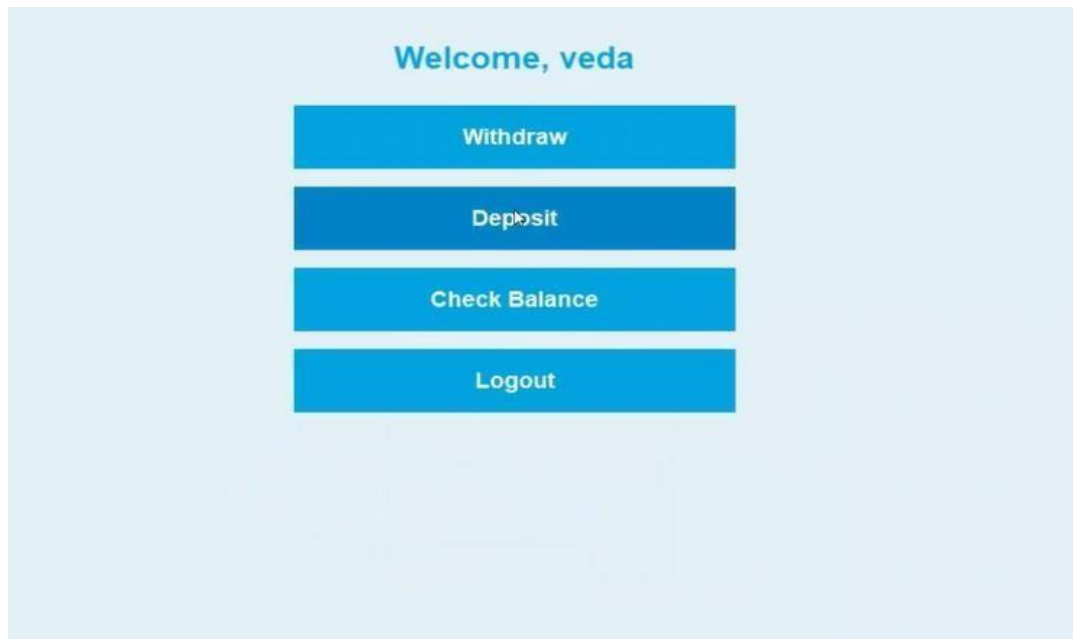 Welcome, veda
Withdraw
Deposit
Check Balance
Logout